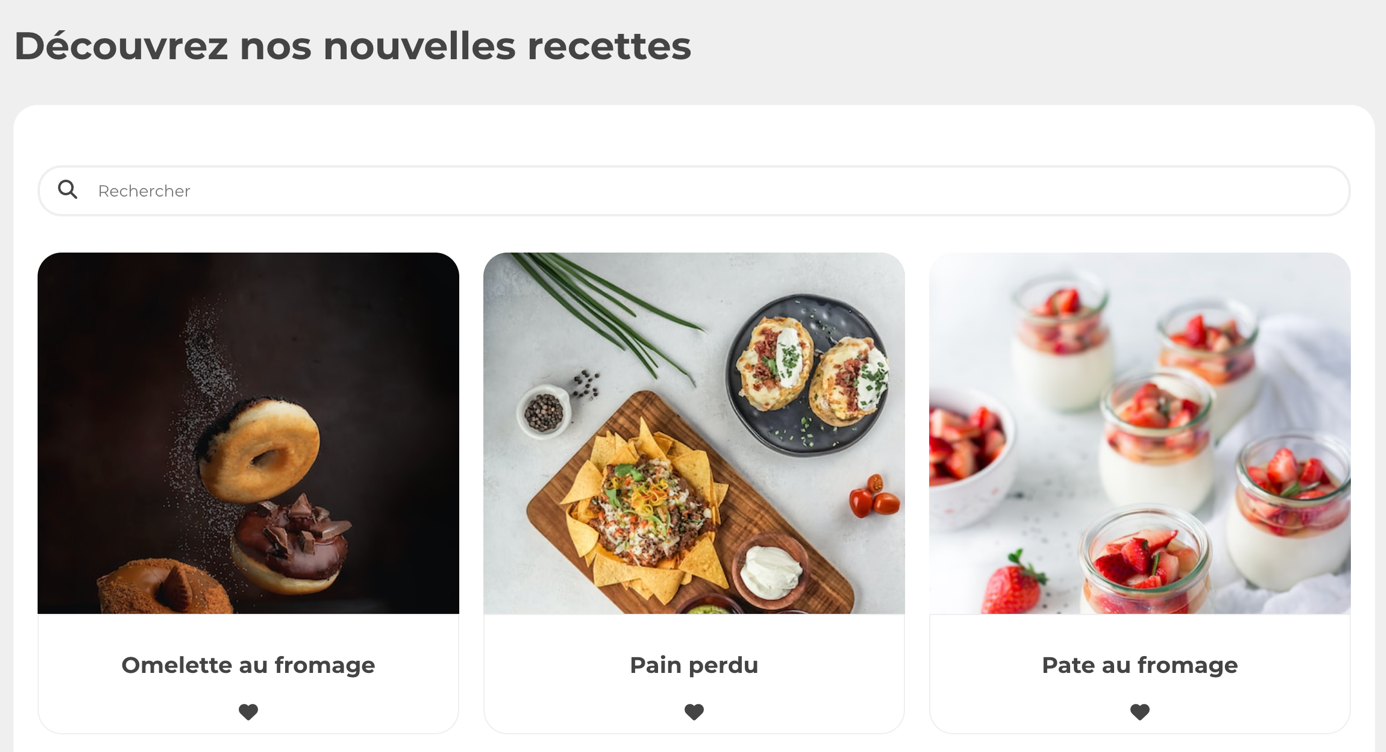 Découvrez nos nouvelles recettes
Rechercher
Omelette au fromage
Pain perdu
Pate au fromage